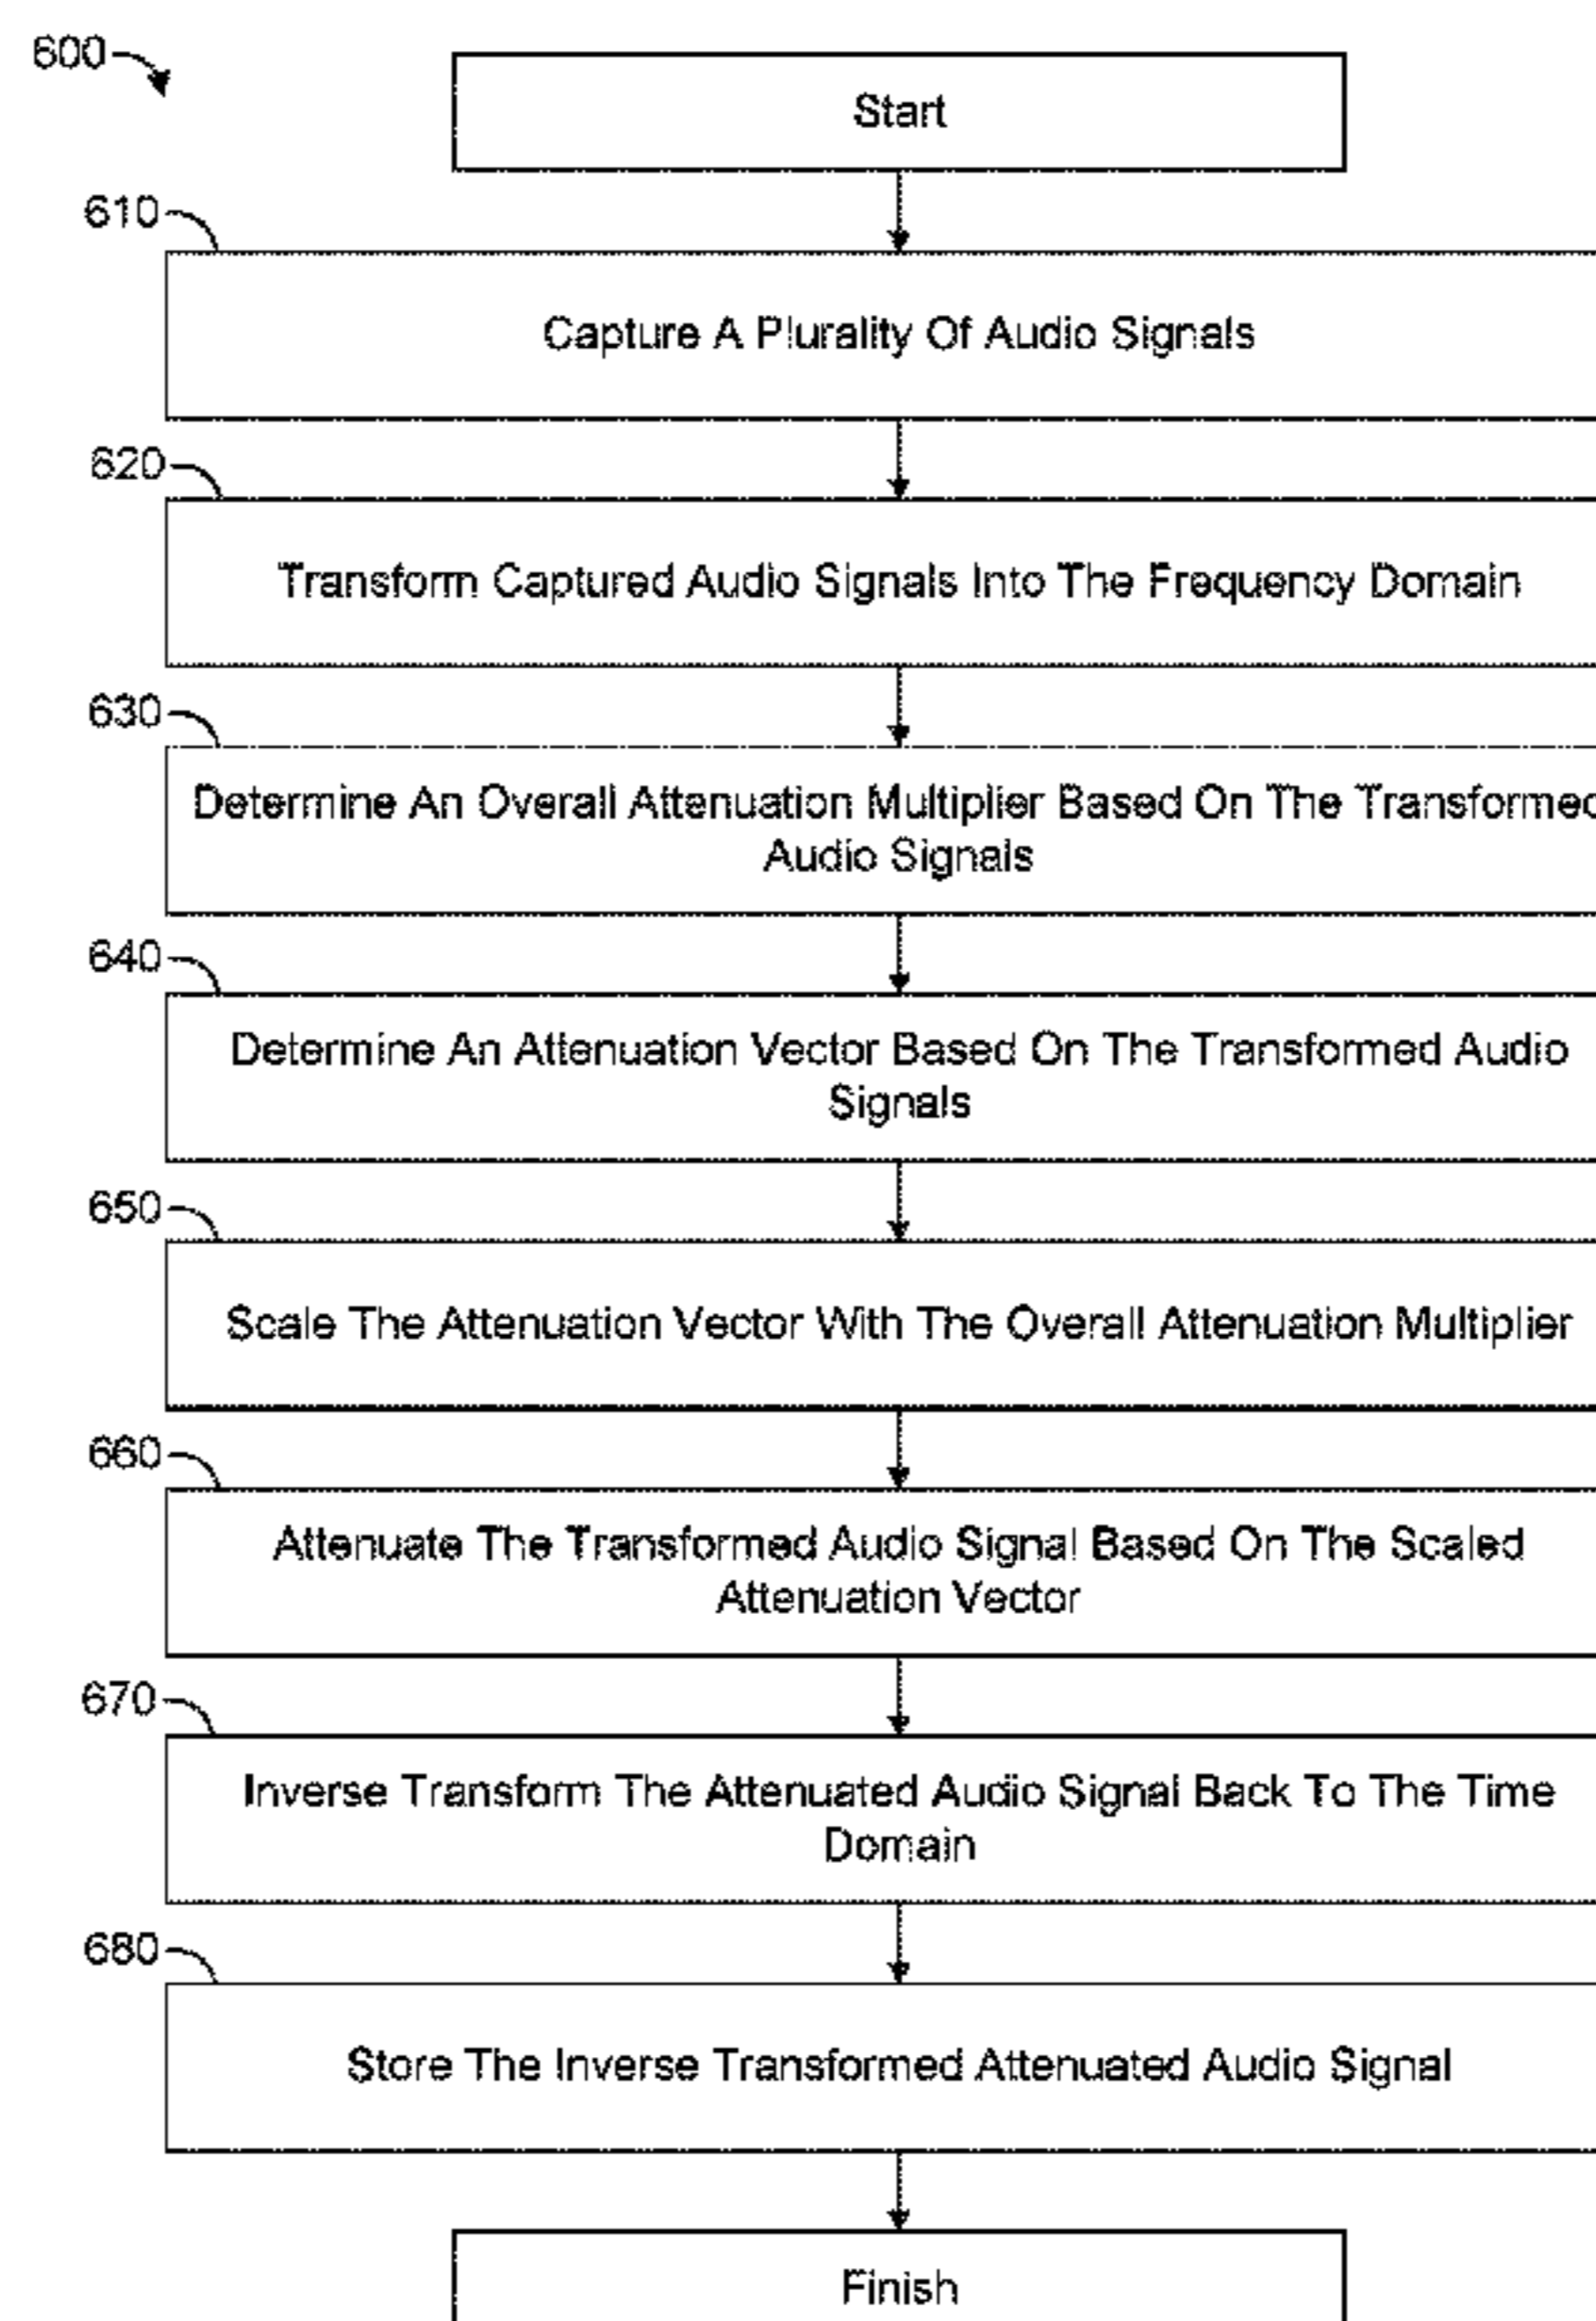 600
Start
610
Capture A Plurality Of Audio Signals
620
Transform Captured Audio Signals Into The Frequency Domain
630
Determine An Overall Attenuation Multiplier Based On The Transformed
Audio Signals
640
Determine An Attenuation Vector Based On The Transformed Audio
Signals
650
Scale The Attenuation Vector With The Overall Attenuation Multiplier
660
Attenuate The Transformed Audio Signal Based On The Scaled
Attenuation Vector
670
Inverse Transform The Attenuated Audio Signal Back To The Time
Domain
680
Store The Inverse Transformed Attenuated Audio Signal
Finish